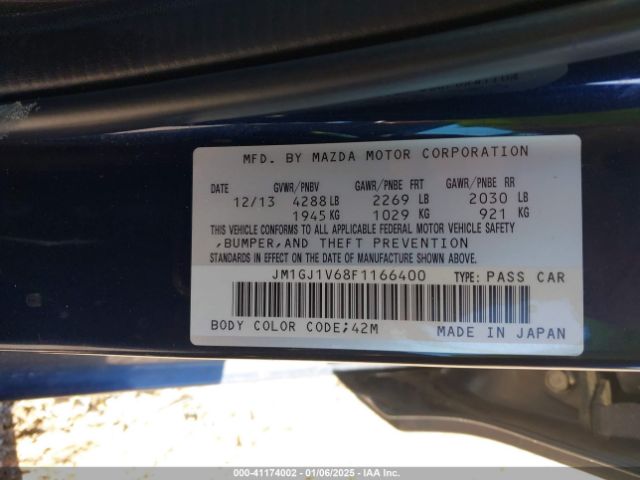 MFD. BY MAZDA MOTOR CORPORATION
DATE GVWR/PNBV GAWR/PNBE FRT GAWR/PNBE RR
12/13 4288 LB 2269 LB 2030 LB
1945 KG 1029 KG 921 KG
THIS VEHICLE CONFORMS TO ALL APPLICABLE FEDERAL MOTOR VEHICLE SAFETY
,BUMPER,AND THEFT PREVENTION
STANDARDS IN EFFECT ON THE DATE OF MANUFACTURE SHOWN ABOVE.
JM1GJ1V68F1166400 TYPE: PASS CAR
BODY COLOR CODE;42M MADE IN JAPAN
000-41174002 | 01/06/2025 - IAA Inc.